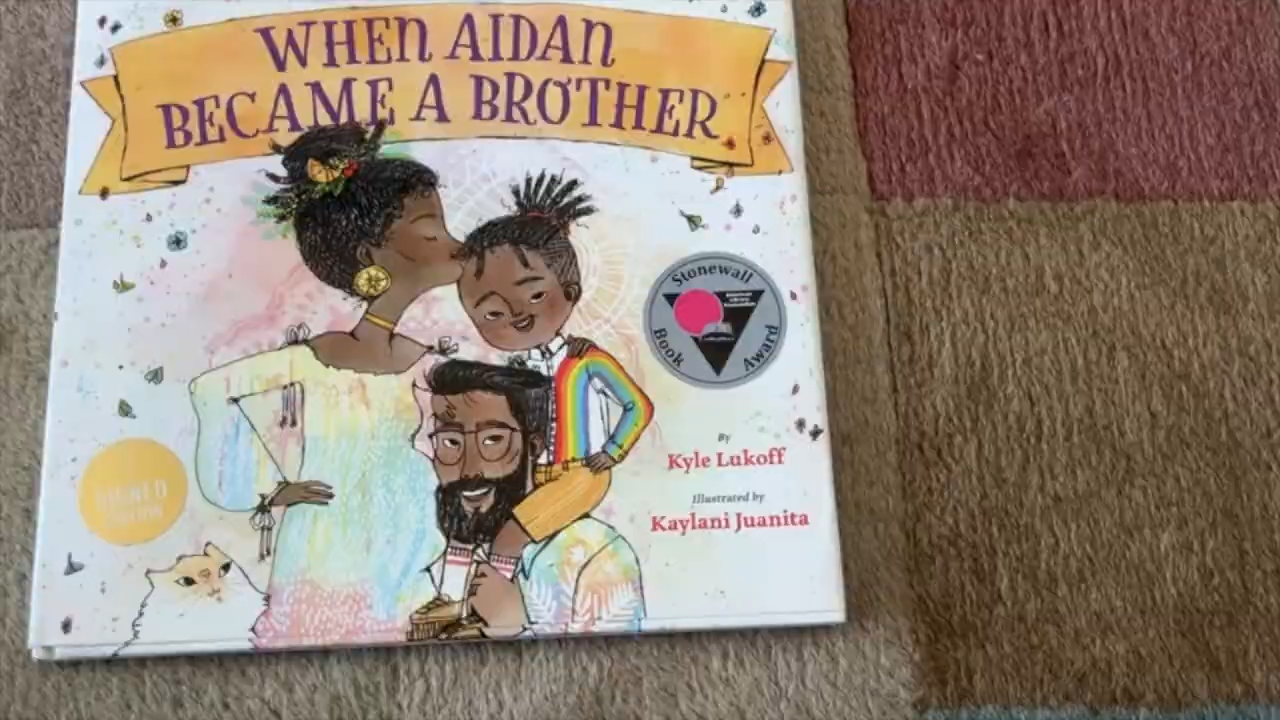 WHEN AIDAN
BECAME A BROTHER
Stonewall
Book Award
By
Kyle Lukoff
Illustrated by
Kaylani Juanita